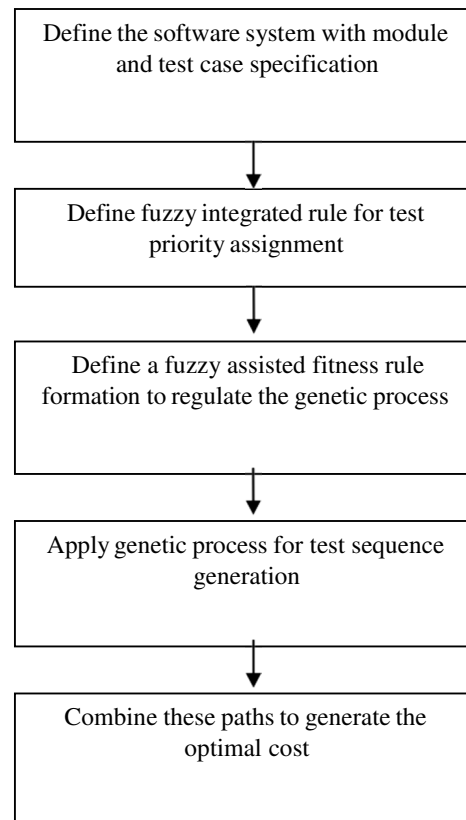 Define the software system with module
and test case specification
Define fuzzy integrated rule for test
priority assignment
Define a fuzzy assisted fitness rule
formation to regulate the genetic process
Apply genetic process for test sequence
generation
Combine these paths to generate the
optimal cost